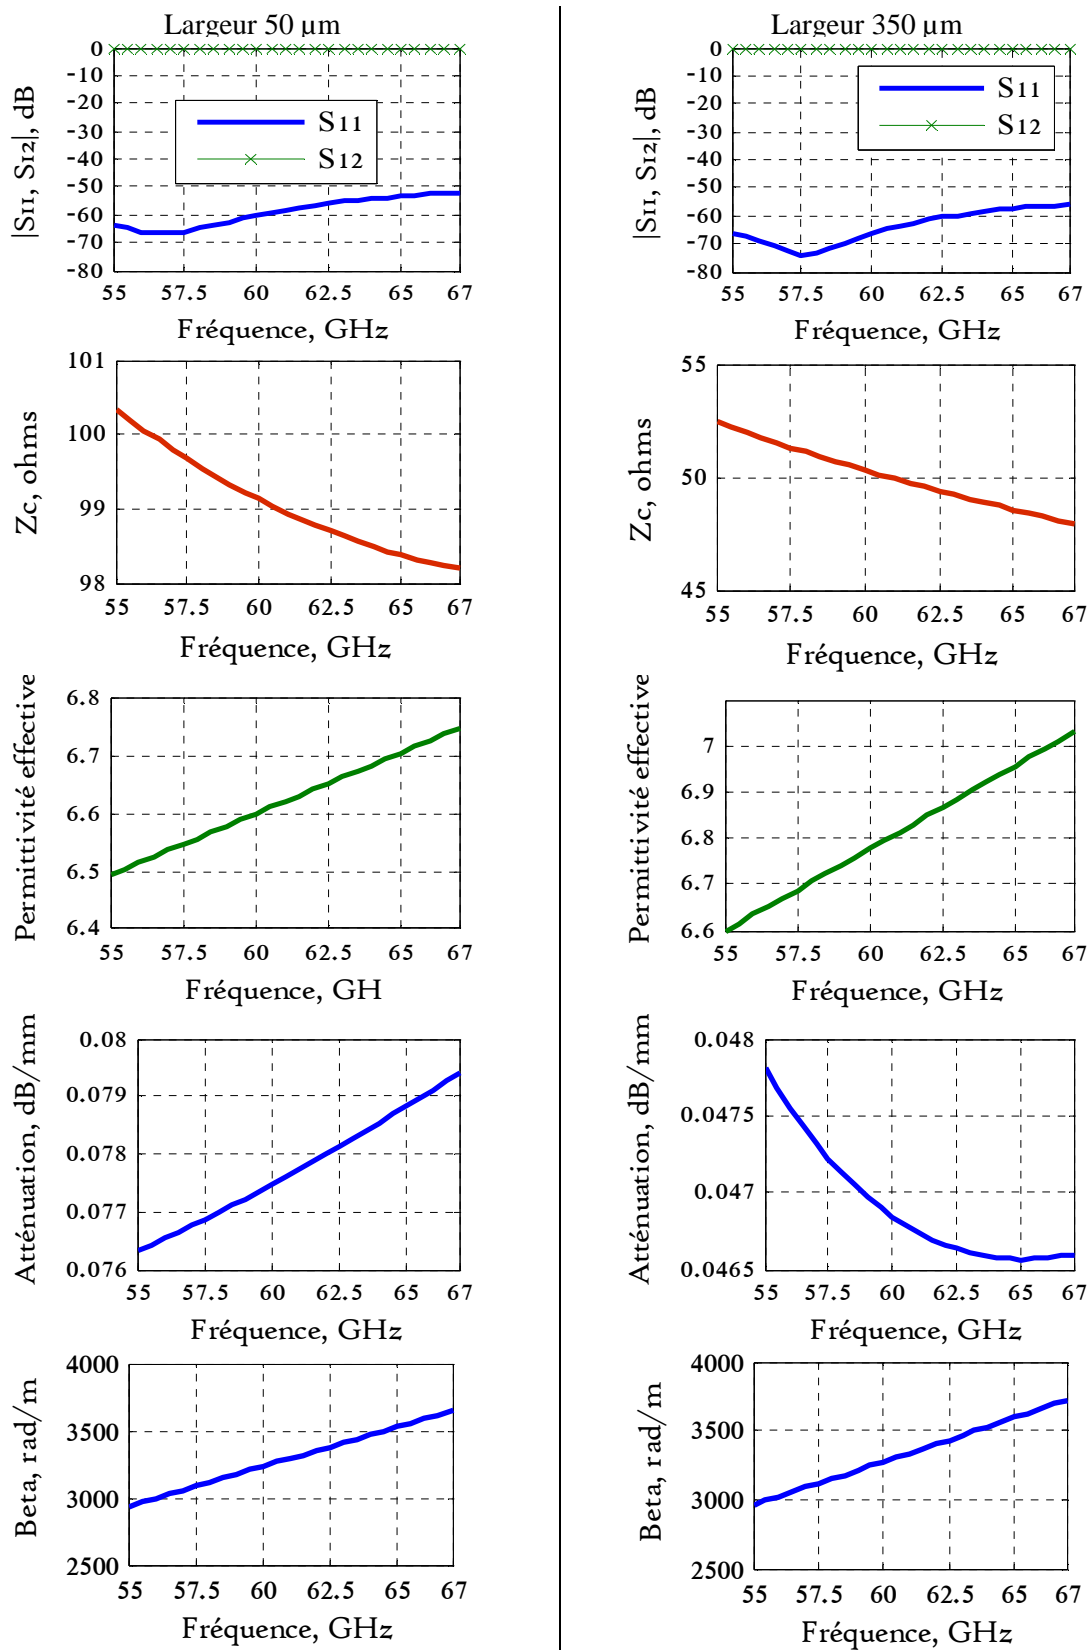 Largeur 50 µm
0
-10
-20
-30
-40
-50
-60
-70
-80
|S11, S12|, dB
S11
S12
55 57.5 60 62.5 65 67
Fréquence, GHz
101
100
99
98
Zc, ohms
55 57.5 60 62.5 65 67
Fréquence, GHz
6.8
6.7
6.6
6.5
6.4
Permittivité effective
55 57.5 60 62.5 65 67
Fréquence, GH
0.08
0.079
0.078
0.077
0.076
Atténuation, dB/mm
55 57.5 60 62.5 65 67
Fréquence, GHz
4000
3500
3000
2500
Beta, rad/m
55 57.5 60 62.5 65 67
Fréquence, GHz
Largeur 350 µm
0
-10
-20
-30
-40
-50
-60
-70
-80
|S11, S12|, dB
S11
S12
55 57.5 60 62.5 65 67
Fréquence, GHz
55
50
45
Zc, ohms
55 57.5 60 62.5 65 67
Fréquence, GHz
7
6.9
6.8
6.7
6.6
Permittivité effective
55 57.5 60 62.5 65 67
Fréquence, GHz
0.048
0.0475
0.047
0.0465
Atténuation, dB/mm
55 57.5 60 62.5 65 67
Fréquence, GHz
4000
3500
3000
2500
Beta, rad/m
55 57.5 60 62.5 65 67
Fréquence, GHz